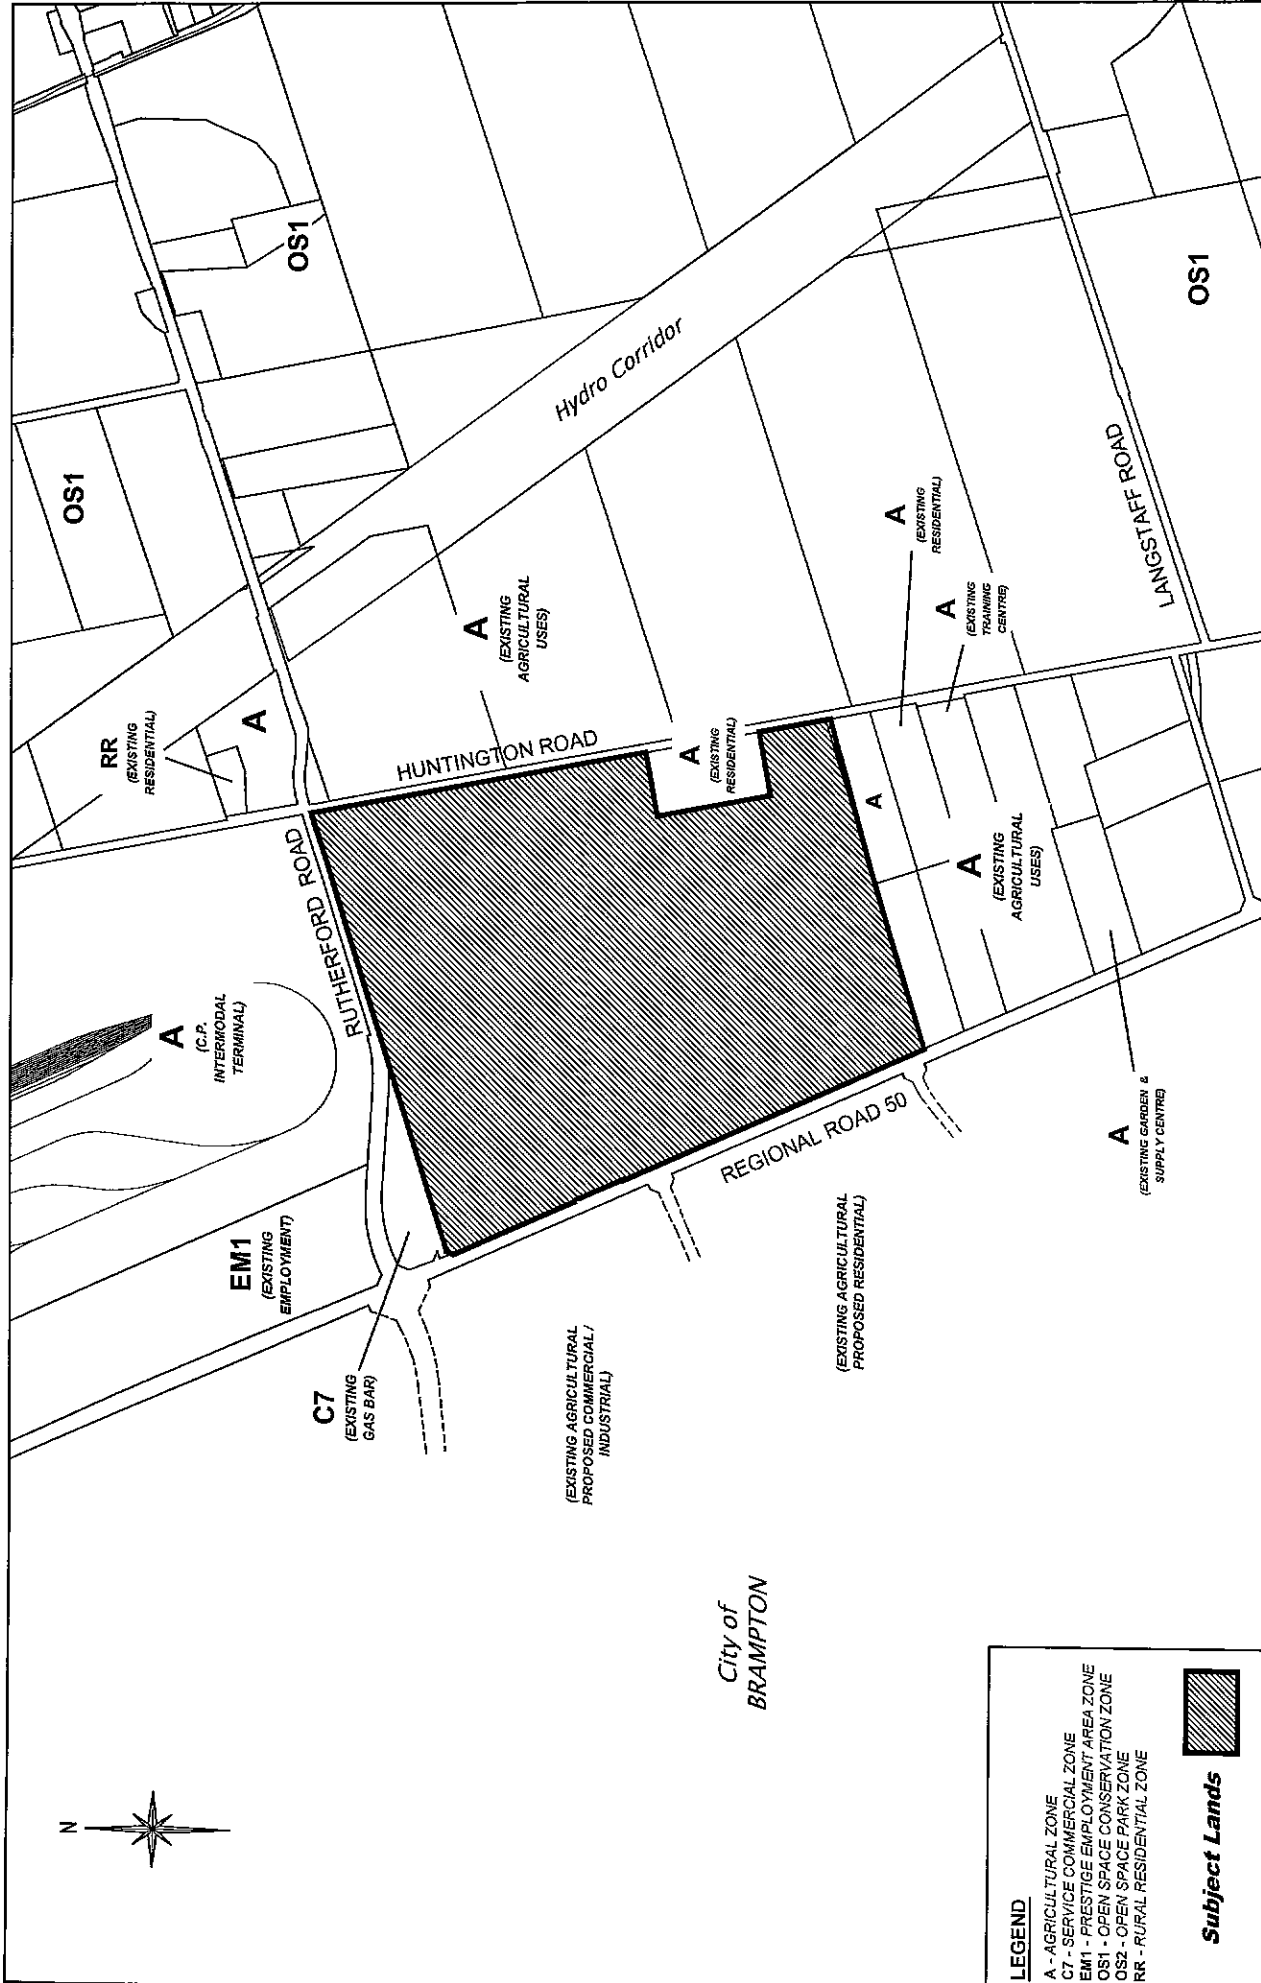 OS1
OS1
OS1
Hydro Corridor
RR
(EXISTING
RESIDENTIAL)
A
A
(EXISTING
AGRICULTURAL
USES)
HUNTINGTON ROAD
RUTHERFORD ROAD
A
(C.P.
INTERMODAL
TERMINAL)
EM1
(EXISTING
EMPLOYMENT)
C7
(EXISTING
GAS BAR)
A
(EXISTING
RESIDENTIAL)
A
(EXISTING
RESIDENTIAL)
A
(EXISTING
TRAINING
CENTRE)
LANGSTAFF ROAD
A
A
(EXISTING
AGRICULTURAL
USES)
REGIONAL ROAD 50
A
(EXISTING GARDEN &
SUPPLY CENTRE)
(EXISTING AGRICULTURAL
PROPOSED COMMERCIAL /
INDUSTRIAL)
(EXISTING AGRICULTURAL
PROPOSED RESIDENTIAL)
City of
BRAMPTON
N
LEGEND
A - AGRICULTURAL ZONE
C7 - SERVICE COMMERCIAL ZONE
EM1 - PRESTIGE EMPLOYMENT AREA ZONE
OS1 - OPEN SPACE CONSERVATION ZONE
OS2 - OPEN SPACE PARK ZONE
RR - RURAL RESIDENTIAL ZONE
Subject Lands